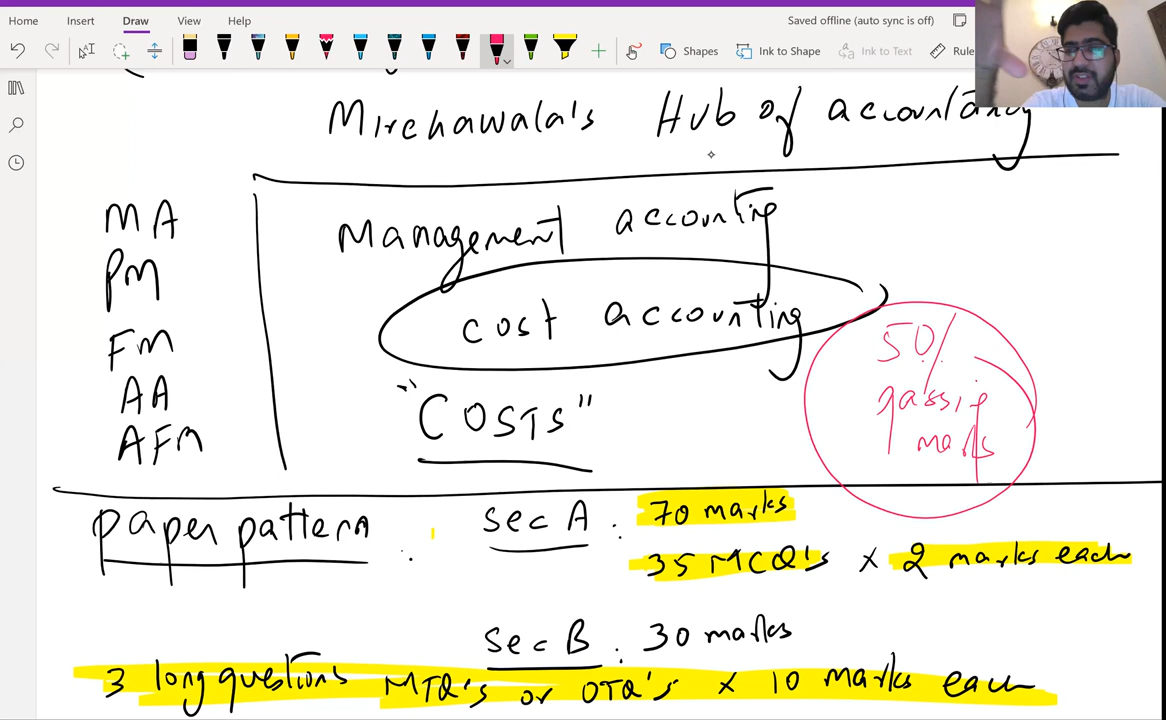 Home Insert Draw View Help Saved offline (auto sync is off)
Shapes Ink to Shape Ink to Text Rule
Mirchawala's Hub of accountancy
MA
PM
FM
AA
AFM
Management accounting
cost accounting
"COSTS"
50%
passing
marks
paper pattern : sec A : 70 marks
35 MCQ's x 2 marks each
sec B : 30 marks
3 long questions MTQ's or OTQ's x 10 marks each